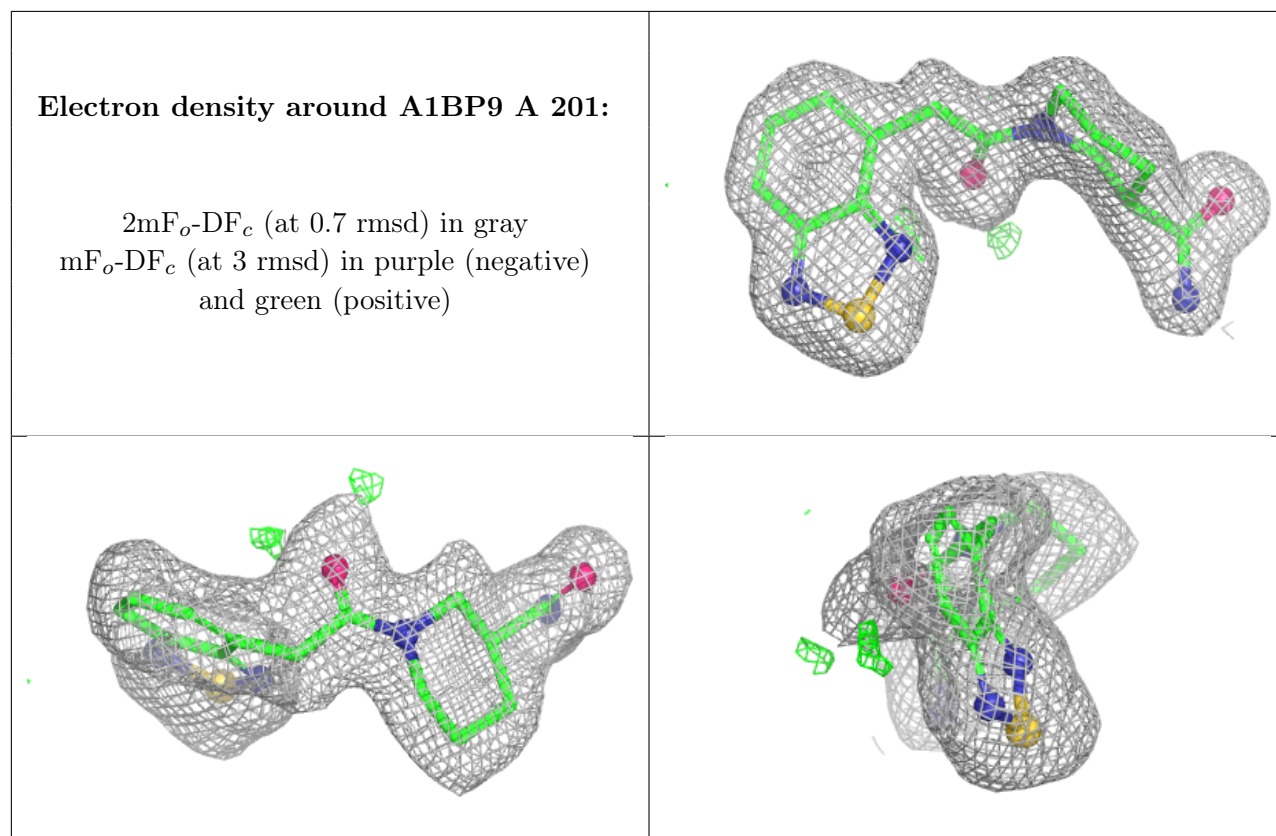 Electron density around A1BP9 A 201:
2mFo-DFc (at 0.7 rmsd) in gray
mFo-DFc (at 3 rmsd) in purple (negative)
and green (positive)